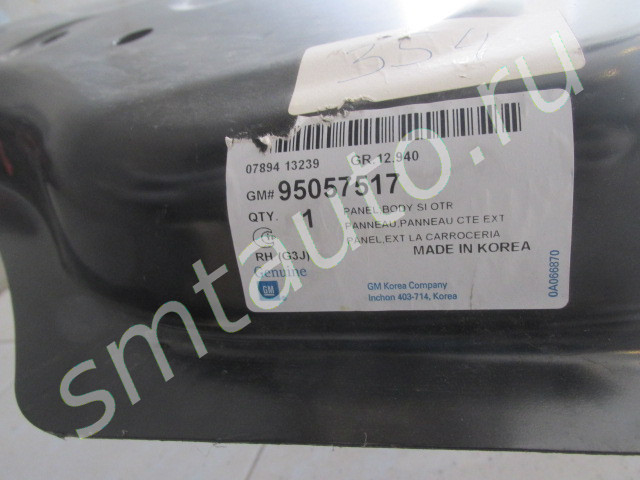 354
07894 13239 GR.12.940
GM# 95057517
QTY. 1 PANEL BODY SI OTR
PANNEAU,PANNEAU CTE EXT
PANEL,EXT LA CARROCERIA
RH (G3J) MADE IN KOREA
Genuine
GM
GM Korea Company
Inchon 403-714, Korea
0A066870
smtauto.ru